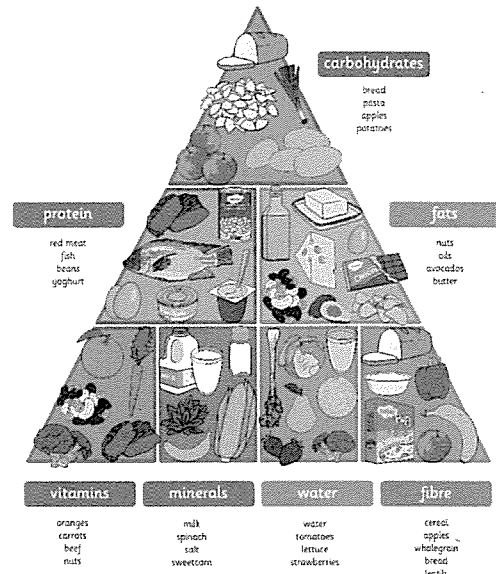 carbohydrates
bread
pasta
apples
potatoes
protein
red meat
fish
beans
yoghurt
fats
nuts
oils
avocados
butter
vitamins
oranges
carrots
beef
nuts
minerals
milk
spinach
salt
sweetcorn
water
water
tomatoes
lettuce
strawberries
fibre
cereal
apples
wholegrain
bread
lentils